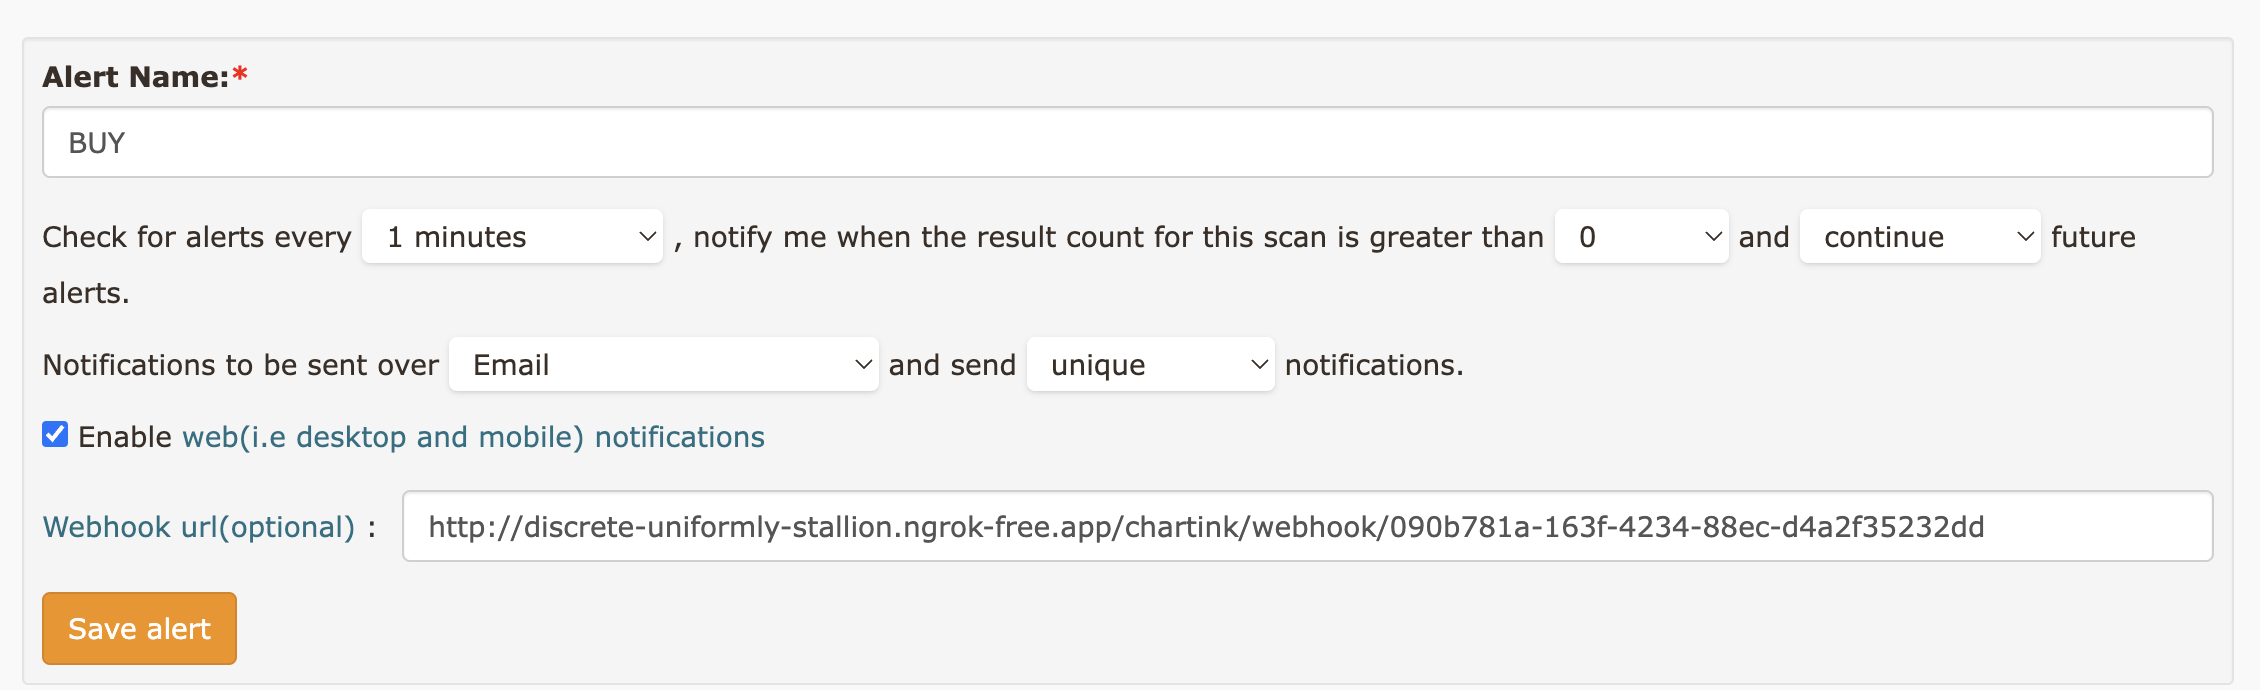 Alert Name:*
BUY
Check for alerts every 1 minutes , notify me when the result count for this scan is greater than 0 and continue future
alerts.
Notifications to be sent over Email and send unique notifications.
Enable web(i.e desktop and mobile) notifications
Webhook url(optional) : http://discrete-uniformly-stallion.ngrok-free.app/chartink/webhook/090b781a-163f-4234-88ec-d4a2f35232dd
Save alert